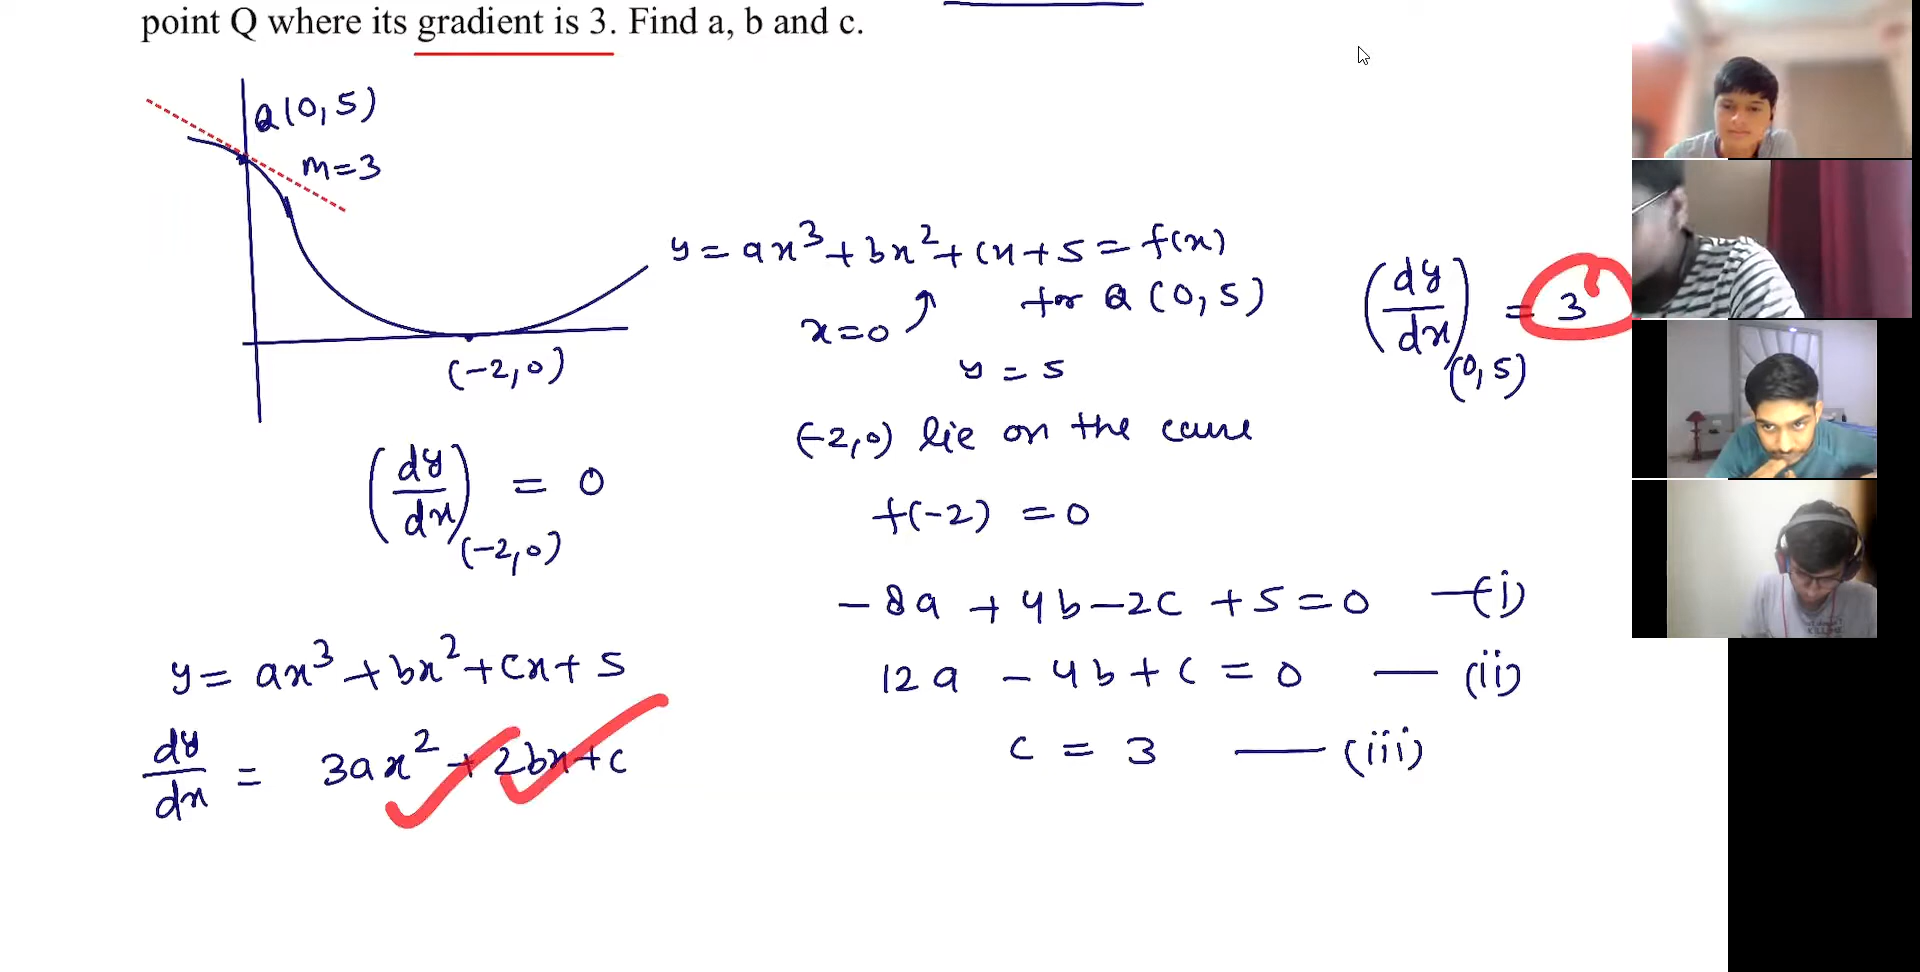 point Q where its gradient is 3. Find a, b and c.
Q(0, 5)
m=3
(-2, 0)
y = ax³ + bx² + cx + 5 = f(x)
x=0
for Q (0, 5)
y = 5
(dy/dx)(0, 5) = 3
(-2, 0) lie on the curve
(dy/dx)(-2, 0) = 0
f(-2) = 0
-8a + 4b - 2c + 5 = 0 —(i)
y = ax³ + bx² + cx + 5
12a - 4b + c = 0 — (ii)
dy/dx = 3ax² + 2bx + c
c = 3 — (iii)